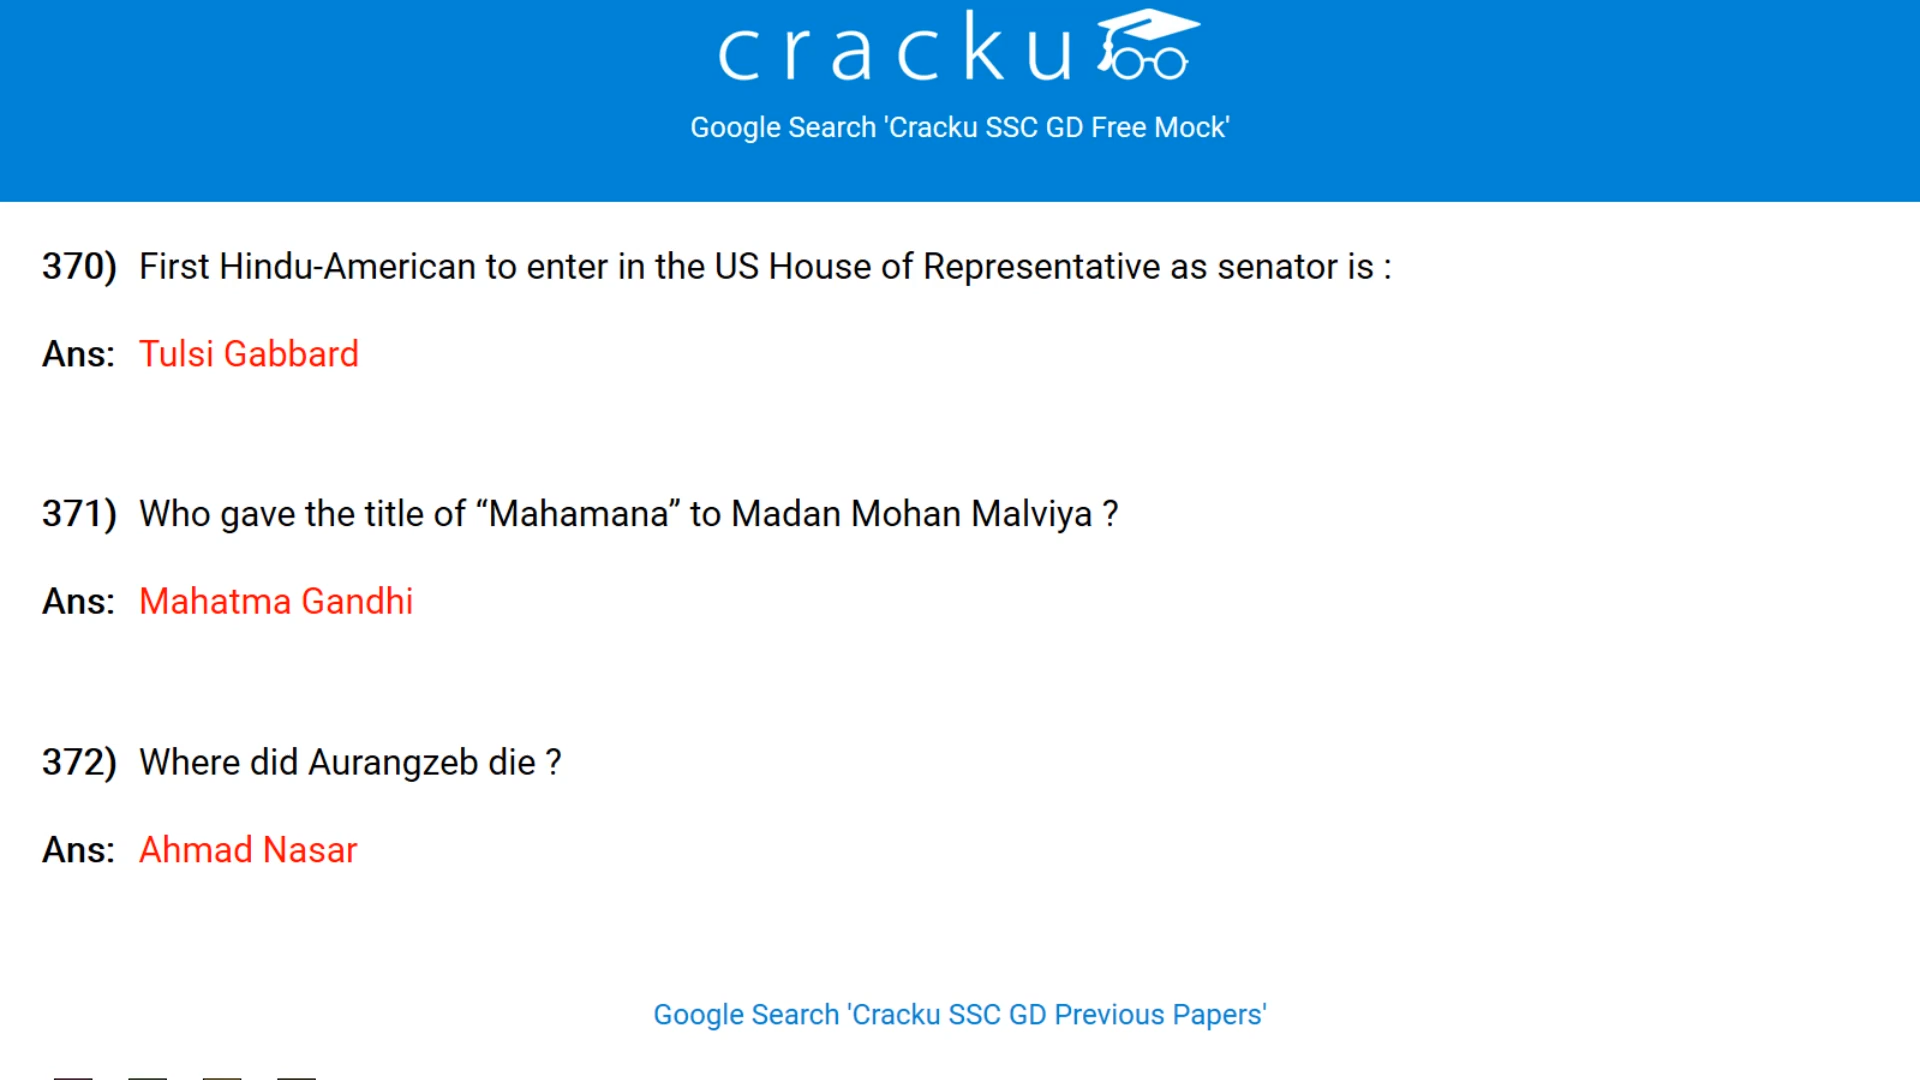 cracku
Google Search 'Cracku SSC GD Free Mock'
370) First Hindu-American to enter in the US House of Representative as senator is :
Ans: Tulsi Gabbard
371) Who gave the title of “Mahamana” to Madan Mohan Malviya ?
Ans: Mahatma Gandhi
372) Where did Aurangzeb die ?
Ans: Ahmad Nasar
Google Search 'Cracku SSC GD Previous Papers'